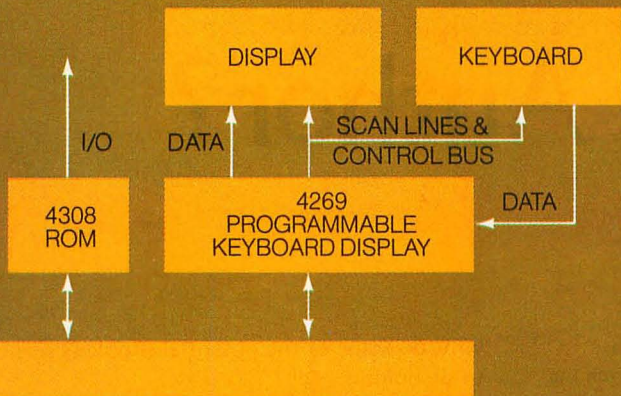 DISPLAY
KEYBOARD
I/O
DATA
SCAN LINES &
CONTROL BUS
4308
ROM
4269
PROGRAMMABLE
KEYBOARD DISPLAY
DATA